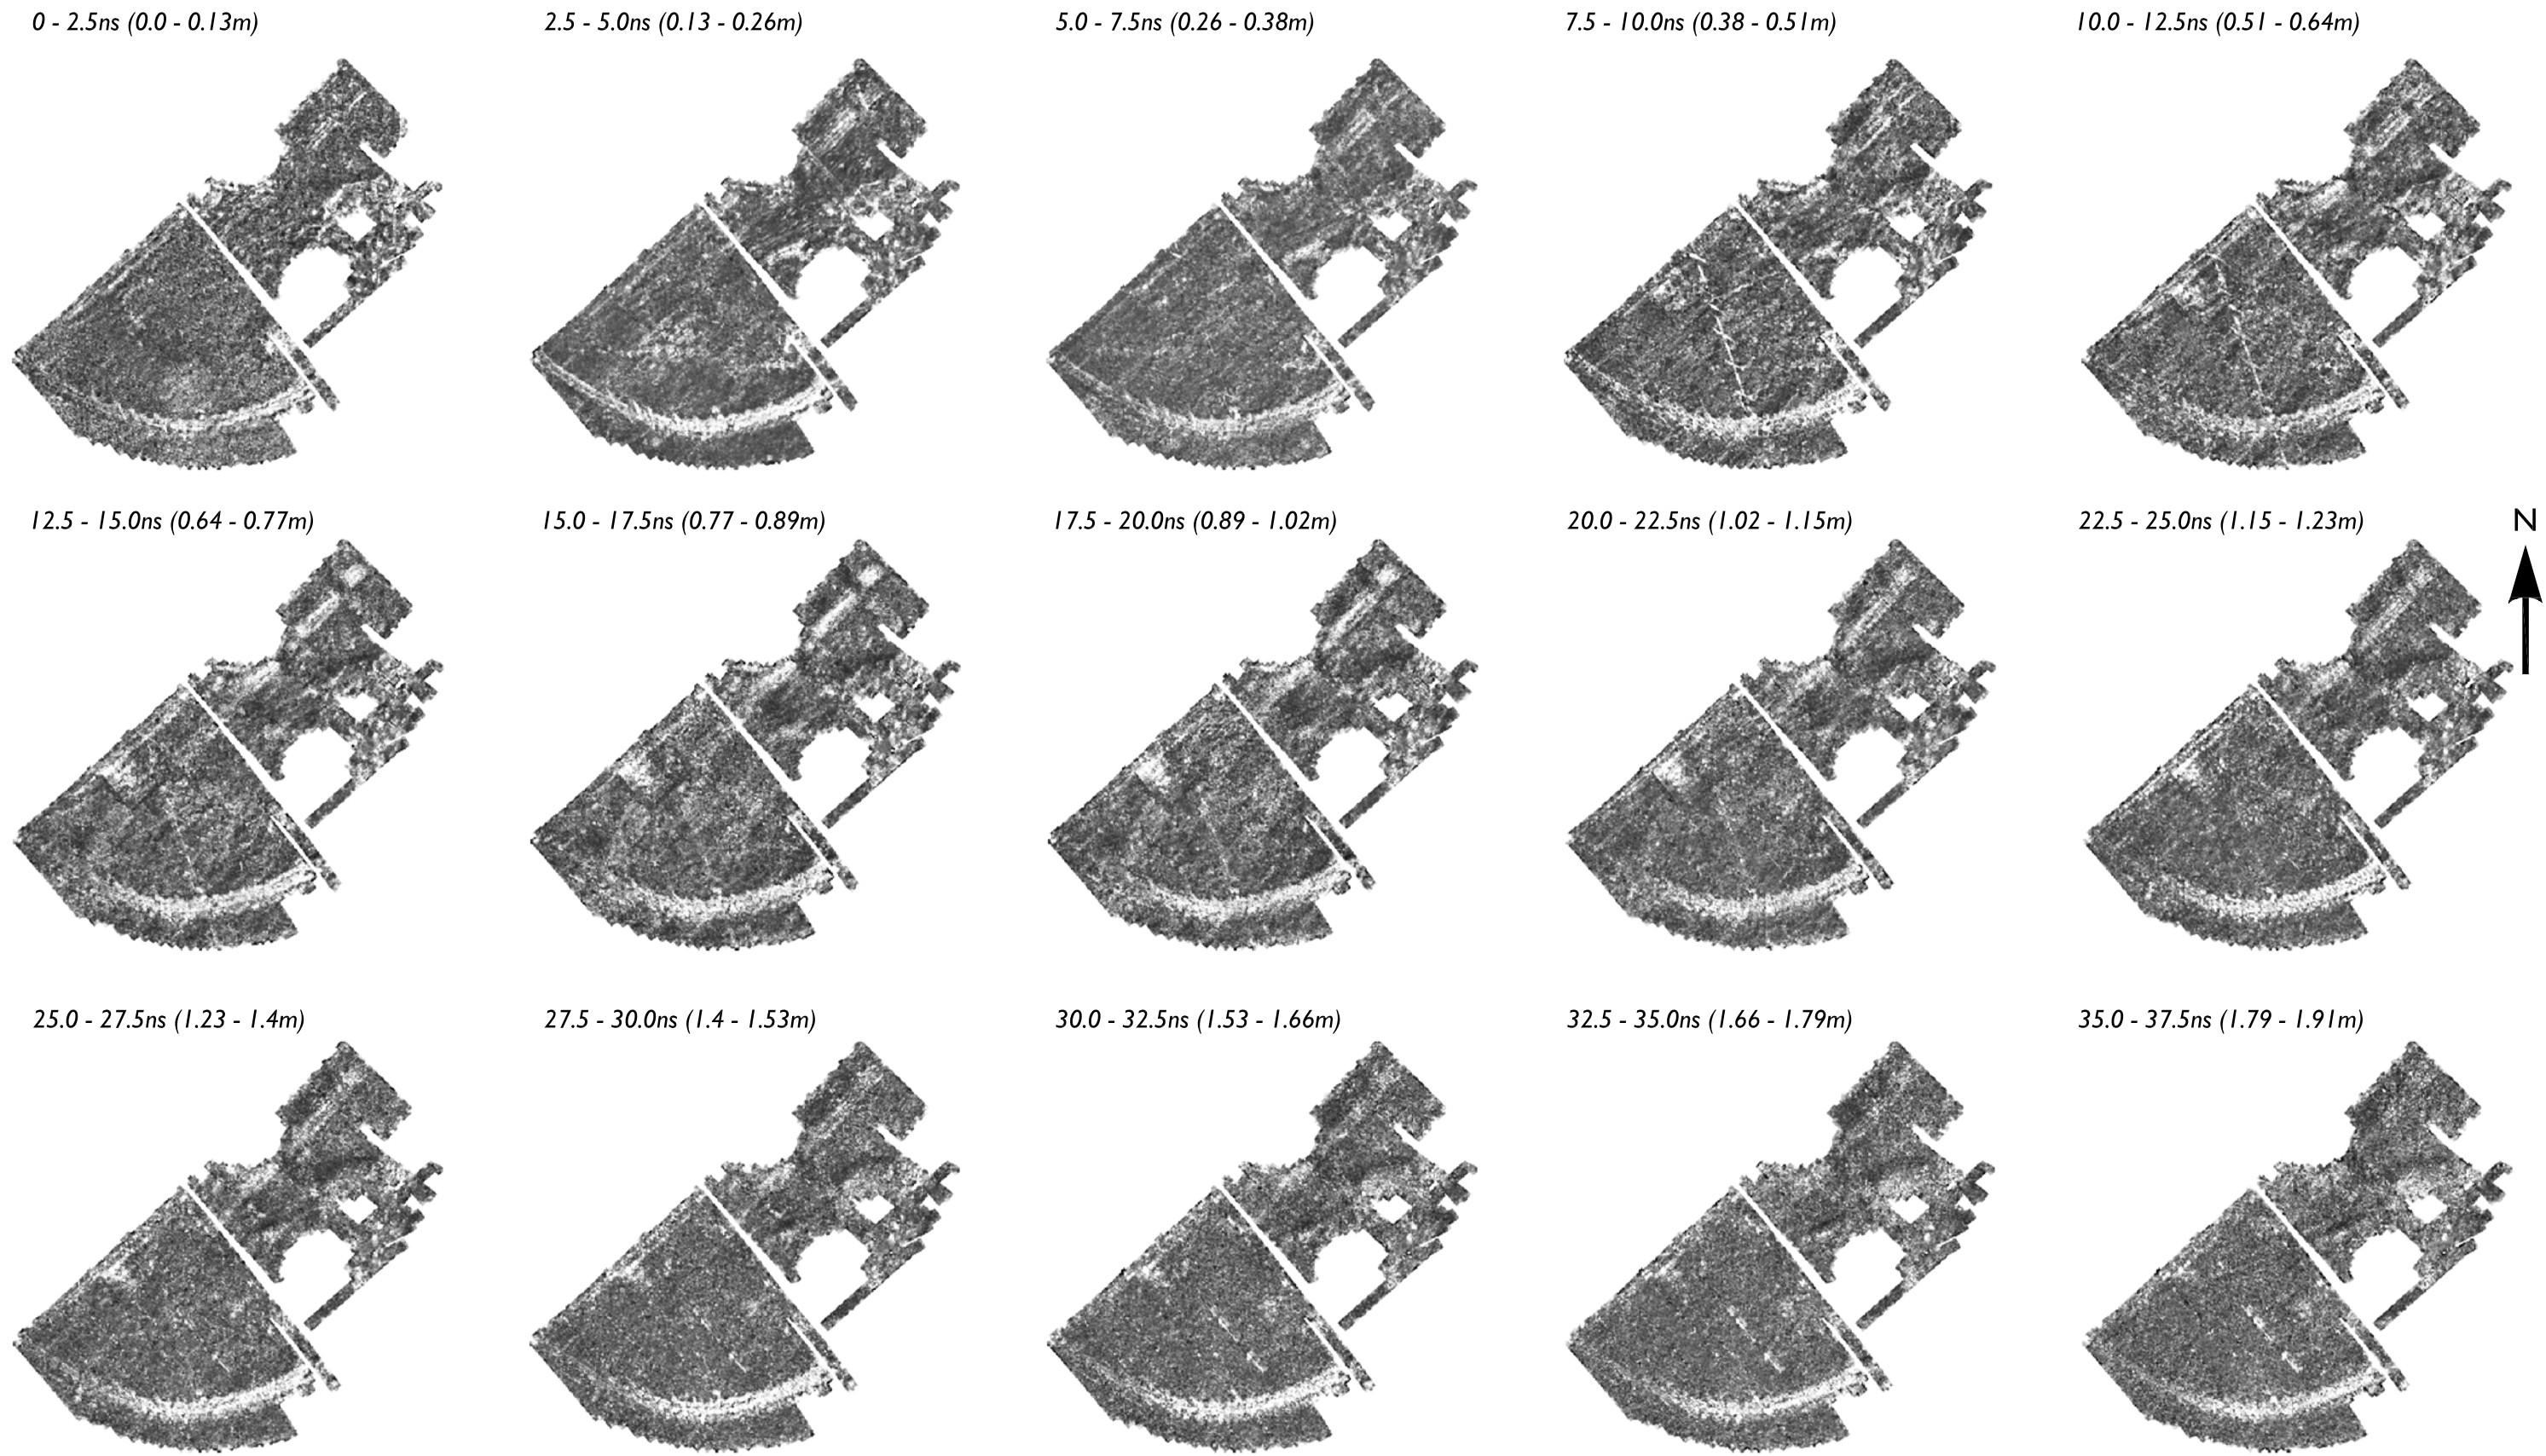 0 - 2.5ns (0.0 - 0.13m)
2.5 - 5.0ns (0.13 - 0.26m)
5.0 - 7.5ns (0.26 - 0.38m)
7.5 - 10.0ns (0.38 - 0.51m)
10.0 - 12.5ns (0.51 - 0.64m)
12.5 - 15.0ns (0.64 - 0.77m)
15.0 - 17.5ns (0.77 - 0.89m)
17.5 - 20.0ns (0.89 - 1.02m)
20.0 - 22.5ns (1.02 - 1.15m)
22.5 - 25.0ns (1.15 - 1.23m)
N
25.0 - 27.5ns (1.23 - 1.4m)
27.5 - 30.0ns (1.4 - 1.53m)
30.0 - 32.5ns (1.53 - 1.66m)
32.5 - 35.0ns (1.66 - 1.79m)
35.0 - 37.5ns (1.79 - 1.91m)